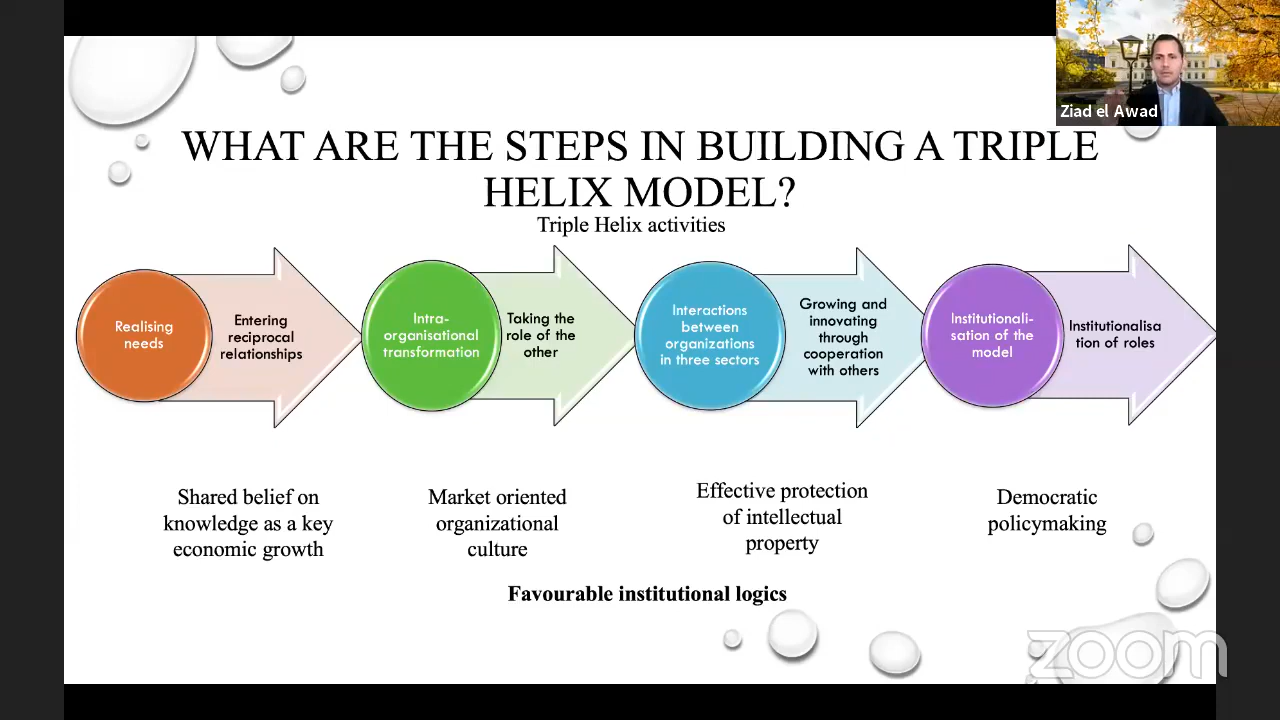 Ziad el Awad
WHAT ARE THE STEPS IN BUILDING A TRIPLE
HELIX MODEL?
Triple Helix activities
Realising
needs
Entering
reciprocal
relationships
Intra-
organisational
transformation
Taking the
role of the
other
Interactions
between
organizations
in three sectors
Growing and
innovating
through
cooperation
with others
Institutionali-
sation of the
model
Institutionalisa
tion of roles
Shared belief on
knowledge as a key
economic growth
Market oriented
organizational
culture
Effective protection
of intellectual
property
Democratic
policymaking
Favourable institutional logics
zoom